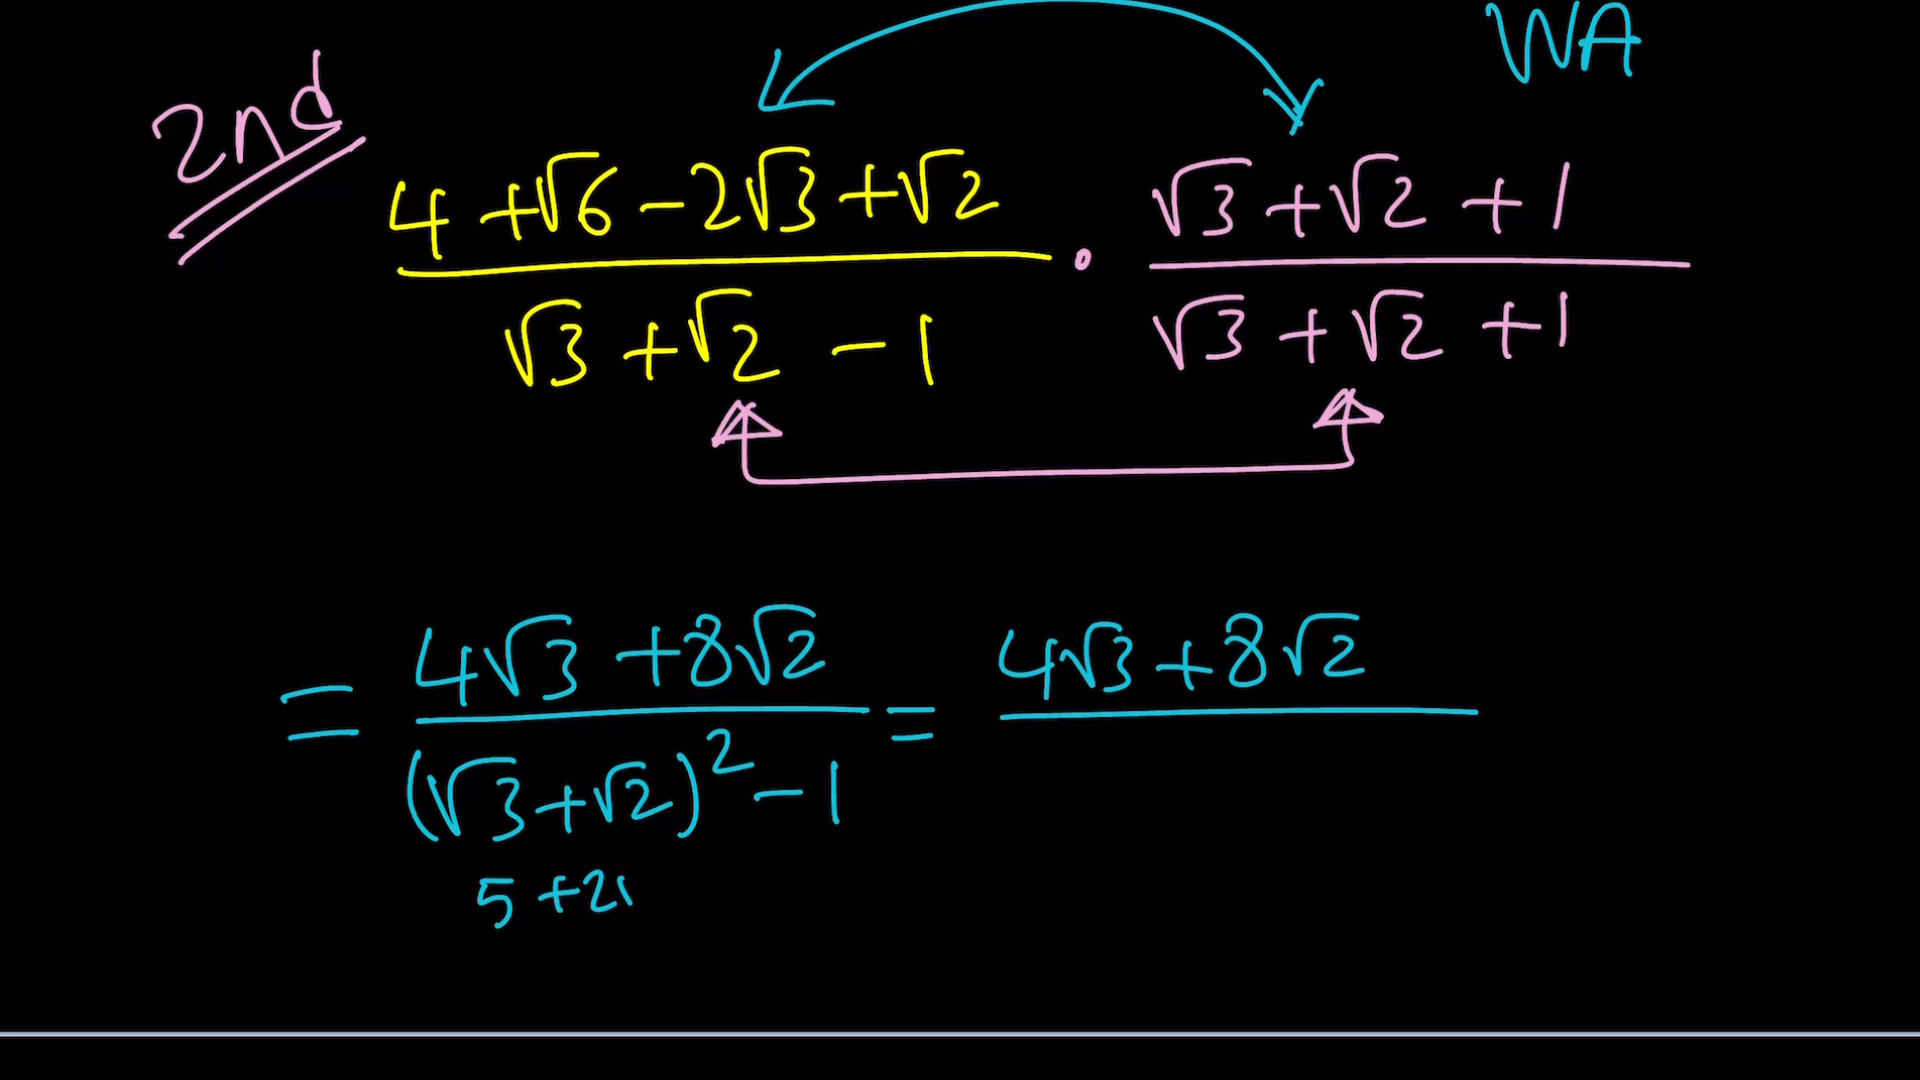 WA
2nd
4 + √6 - 2√3 + √2 / √3 + √2 - 1 · √3 + √2 + 1 / √3 + √2 + 1
= 4√3 + 8√2 / (√3 + √2)² - 1 = 4√3 + 8√2
5 + 2